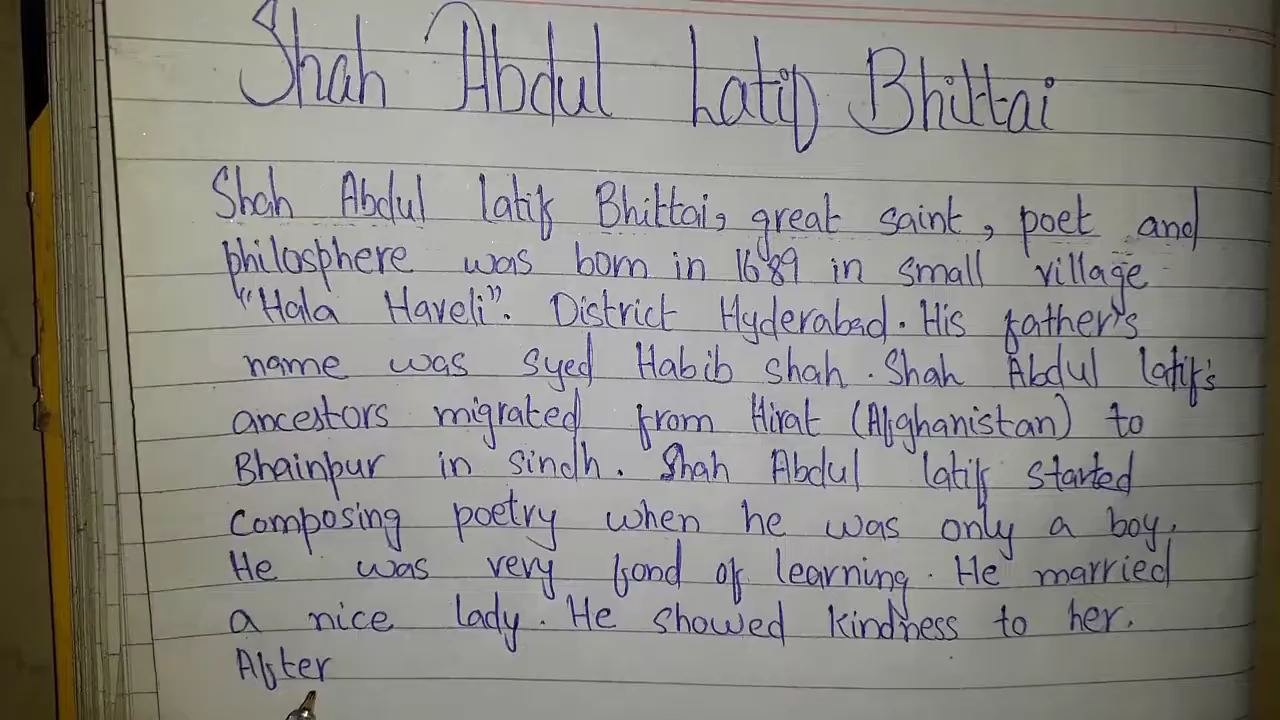 Shah Abdul Latif Bhittai
Shah Abdul latif Bhittai, great saint, poet and
philosphere was born in 1689 in small village
"Hala Haveli". District Hyderabad. His father's
name was syed Habib shah. Shah Abdul latif's
ancestors migrated from Hirat (Afghanistan) to
Bhainpur in sindh. Shah Abdul latif started
composing poetry when he was only a boy.
He was very fond of learning. He married
a nice lady. He showed kindness to her.
After